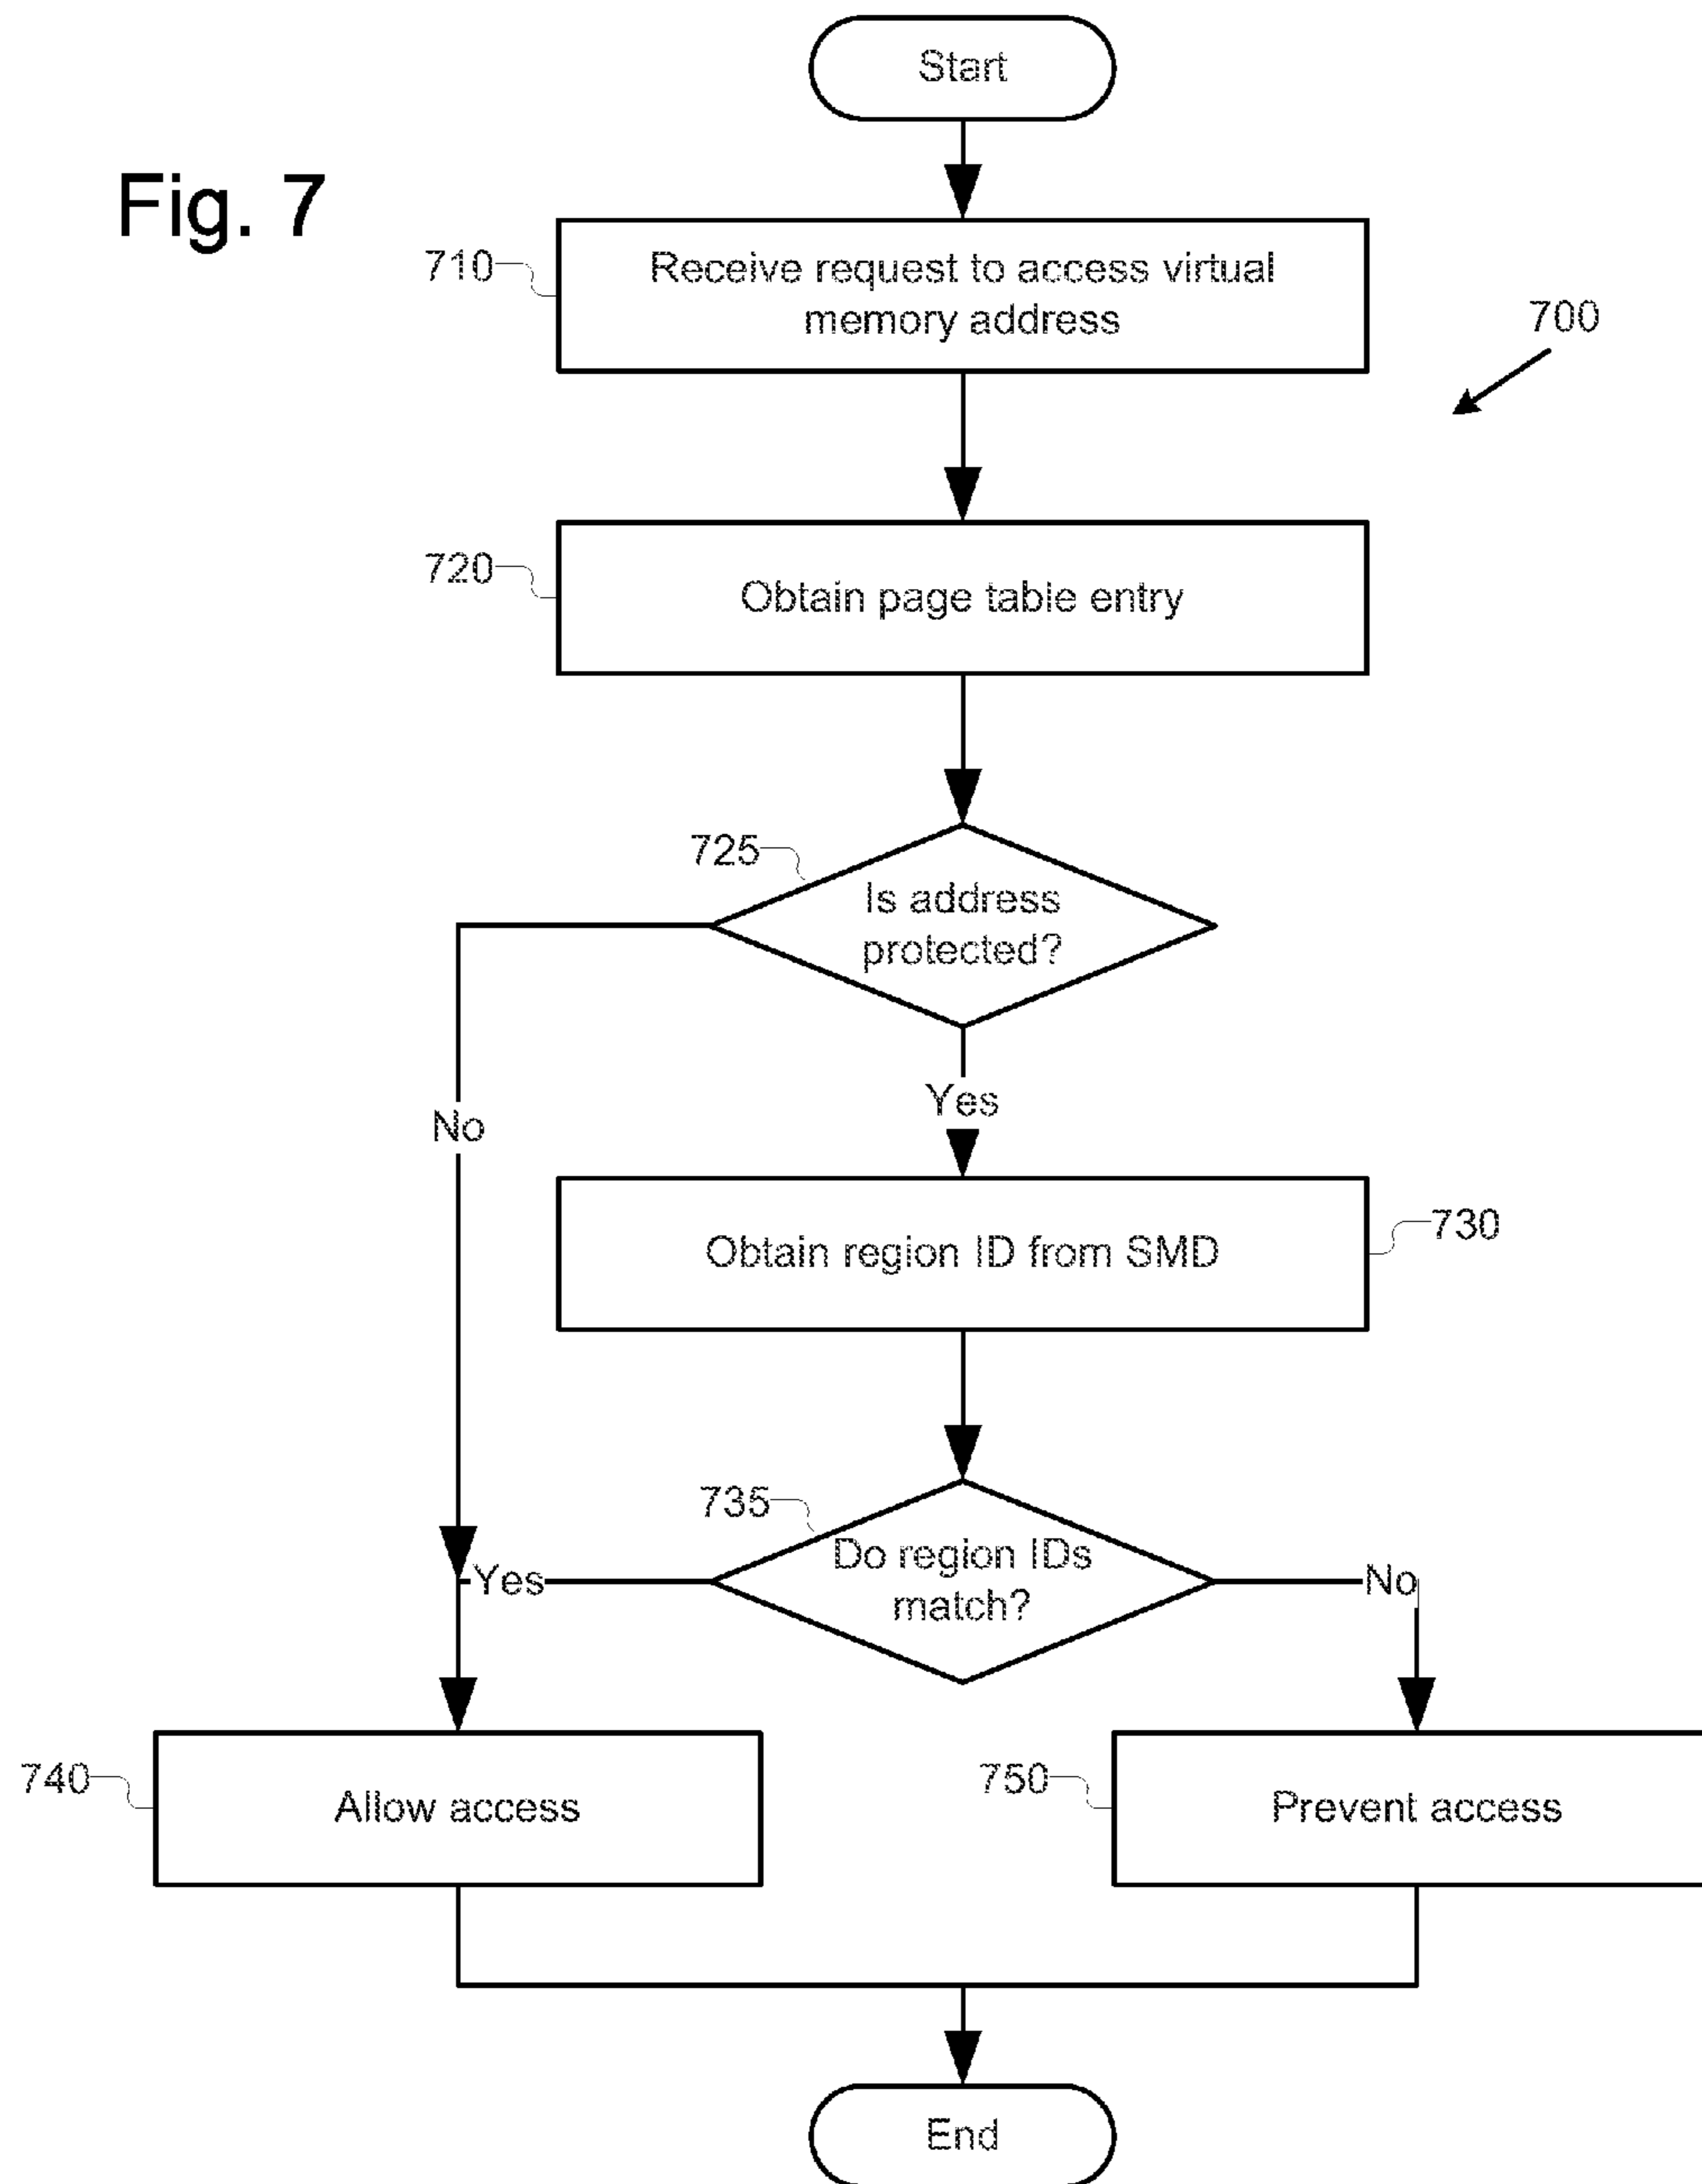 Start
Fig. 7
710
Receive request to access virtual
memory address
700
720
Obtain page table entry
725
Is address
protected?
No
Yes
Obtain region ID from SMD
730
735
Do region IDs
match?
Yes
No
740
Allow access
750
Prevent access
End